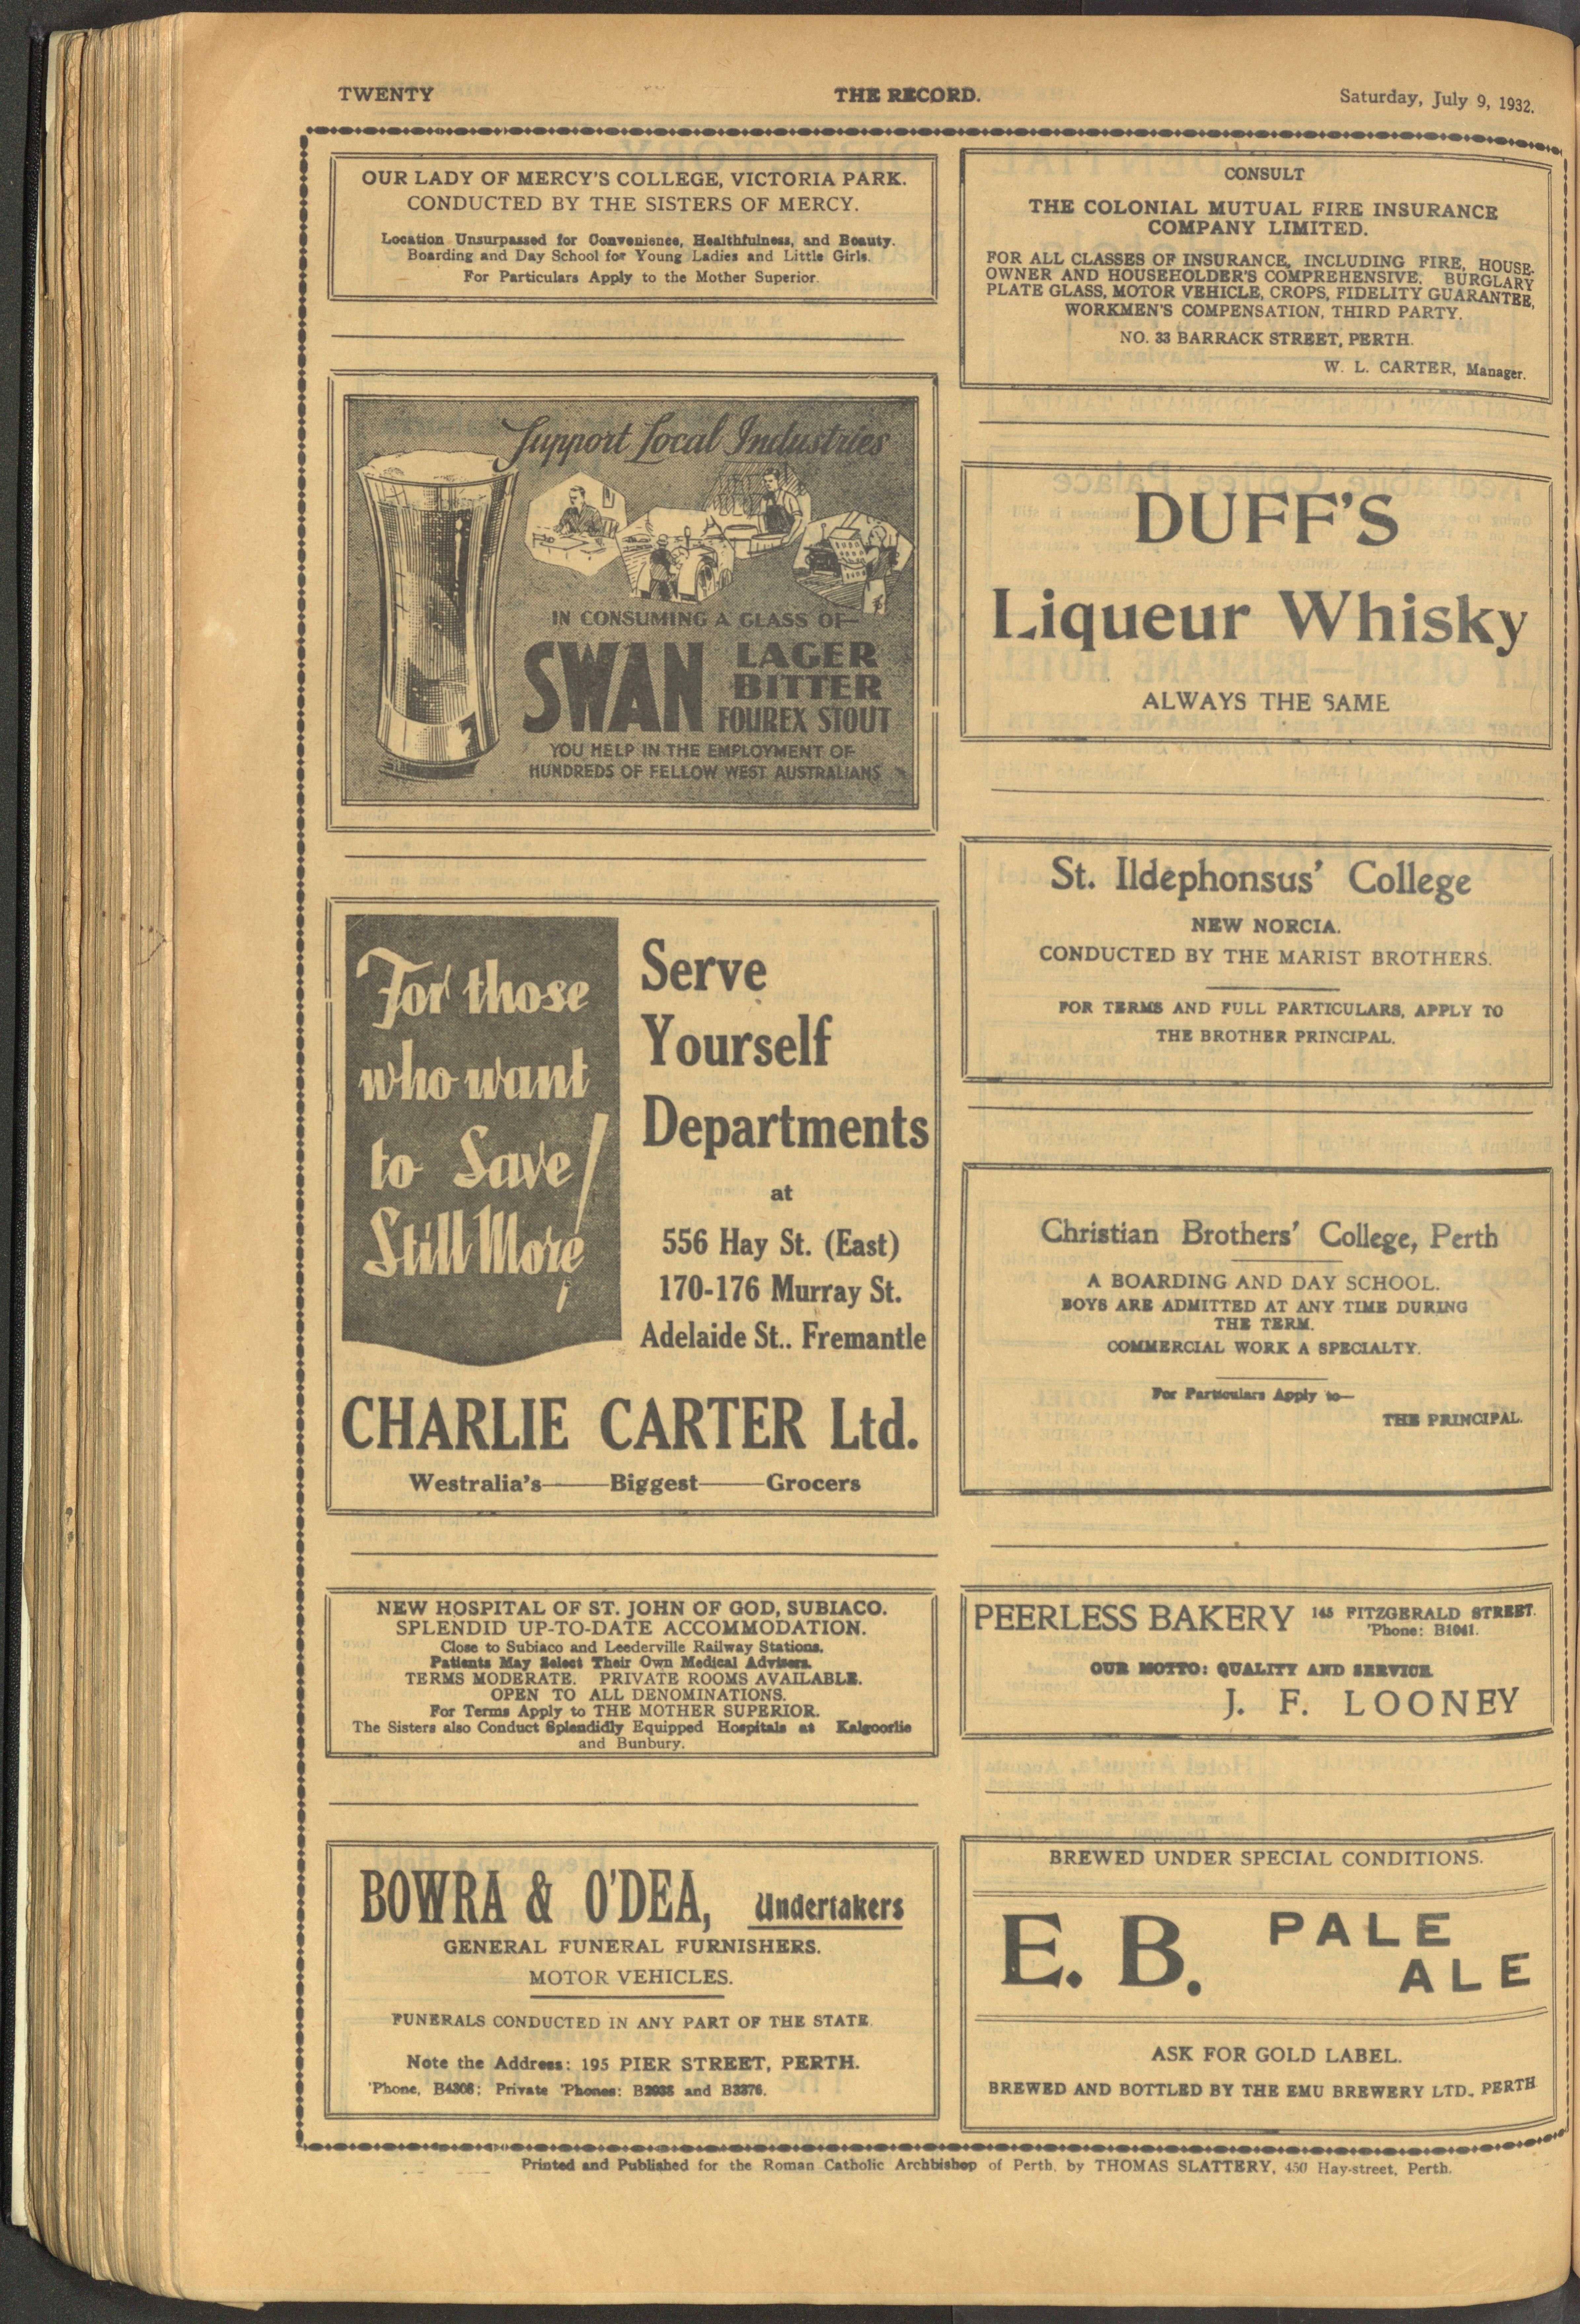 TWENTY
THE RECORD.
Saturday, July 9, 1932.
OUR LADY OF MERCY'S COLLEGE, VICTORIA PARK.
CONDUCTED BY THE SISTERS OF MERCY.
Location Unsurpassed for Convenience, Healthfulness, and Beauty.
Boarding and Day School for Young Ladies and Little Girls.
For Particulars Apply to the Mother Superior.
Support Local Industries
IN CONSUMING A GLASS OF—
SWAN LAGER
BITTER
FOUREX STOUT
YOU HELP IN THE EMPLOYMENT OF
HUNDREDS OF FELLOW WEST AUSTRALIANS
For those
who want
to Save
Still More!
Serve
Yourself
Departments
at
556 Hay St. (East)
170-176 Murray St.
Adelaide St.. Fremantle
CHARLIE CARTER Ltd.
Westralia's—Biggest—Grocers
NEW HOSPITAL OF ST. JOHN OF GOD, SUBIACO.
SPLENDID UP-TO-DATE ACCOMMODATION.
Close to Subiaco and Leederville Railway Stations.
Patients May Select Their Own Medical Advisers.
TERMS MODERATE. PRIVATE ROOMS AVAILABLE.
OPEN TO ALL DENOMINATIONS.
For Terms Apply to THE MOTHER SUPERIOR.
The Sisters also Conduct Splendidly Equipped Hospitals at Kalgoorlie
and Bunbury.
BOWRA & O'DEA, Undertakers
GENERAL FUNERAL FURNISHERS.
MOTOR VEHICLES.
FUNERALS CONDUCTED IN ANY PART OF THE STATE.
Note the Address: 195 PIER STREET, PERTH.
'Phone, B4308; Private 'Phones: B2938 and B3376.
CONSULT
THE COLONIAL MUTUAL FIRE INSURANCE
COMPANY LIMITED.
FOR ALL CLASSES OF INSURANCE, INCLUDING FIRE, HOUSE-
OWNER AND HOUSEHOLDER'S COMPREHENSIVE. BURGLARY
PLATE GLASS, MOTOR VEHICLE, CROPS, FIDELITY GUARANTEE,
WORKMEN'S COMPENSATION, THIRD PARTY.
NO. 33 BARRACK STREET, PERTH.
W. L. CARTER, Manager.
DUFF'S
Liqueur Whisky
ALWAYS THE SAME
St. Ildephonsus' College
NEW NORCIA.
CONDUCTED BY THE MARIST BROTHERS.
FOR TERMS AND FULL PARTICULARS, APPLY TO
THE BROTHER PRINCIPAL.
Christian Brothers' College, Perth
A BOARDING AND DAY SCHOOL.
BOYS ARE ADMITTED AT ANY TIME DURING
THE TERM.
COMMERCIAL WORK A SPECIALTY.
For Particulars Apply to—
THE PRINCIPAL.
PEERLESS BAKERY 145 FITZGERALD STREET.
'Phone: B1041.
OUR MOTTO: QUALITY AND SERVICE
J. F. LOONEY
BREWED UNDER SPECIAL CONDITIONS.
E. B. PALE
ALE
ASK FOR GOLD LABEL.
BREWED AND BOTTLED BY THE EMU BREWERY LTD., PERTH
Printed and Published for the Roman Catholic Archbishop of Perth, by THOMAS SLATTERY, 450 Hay-street, Perth.